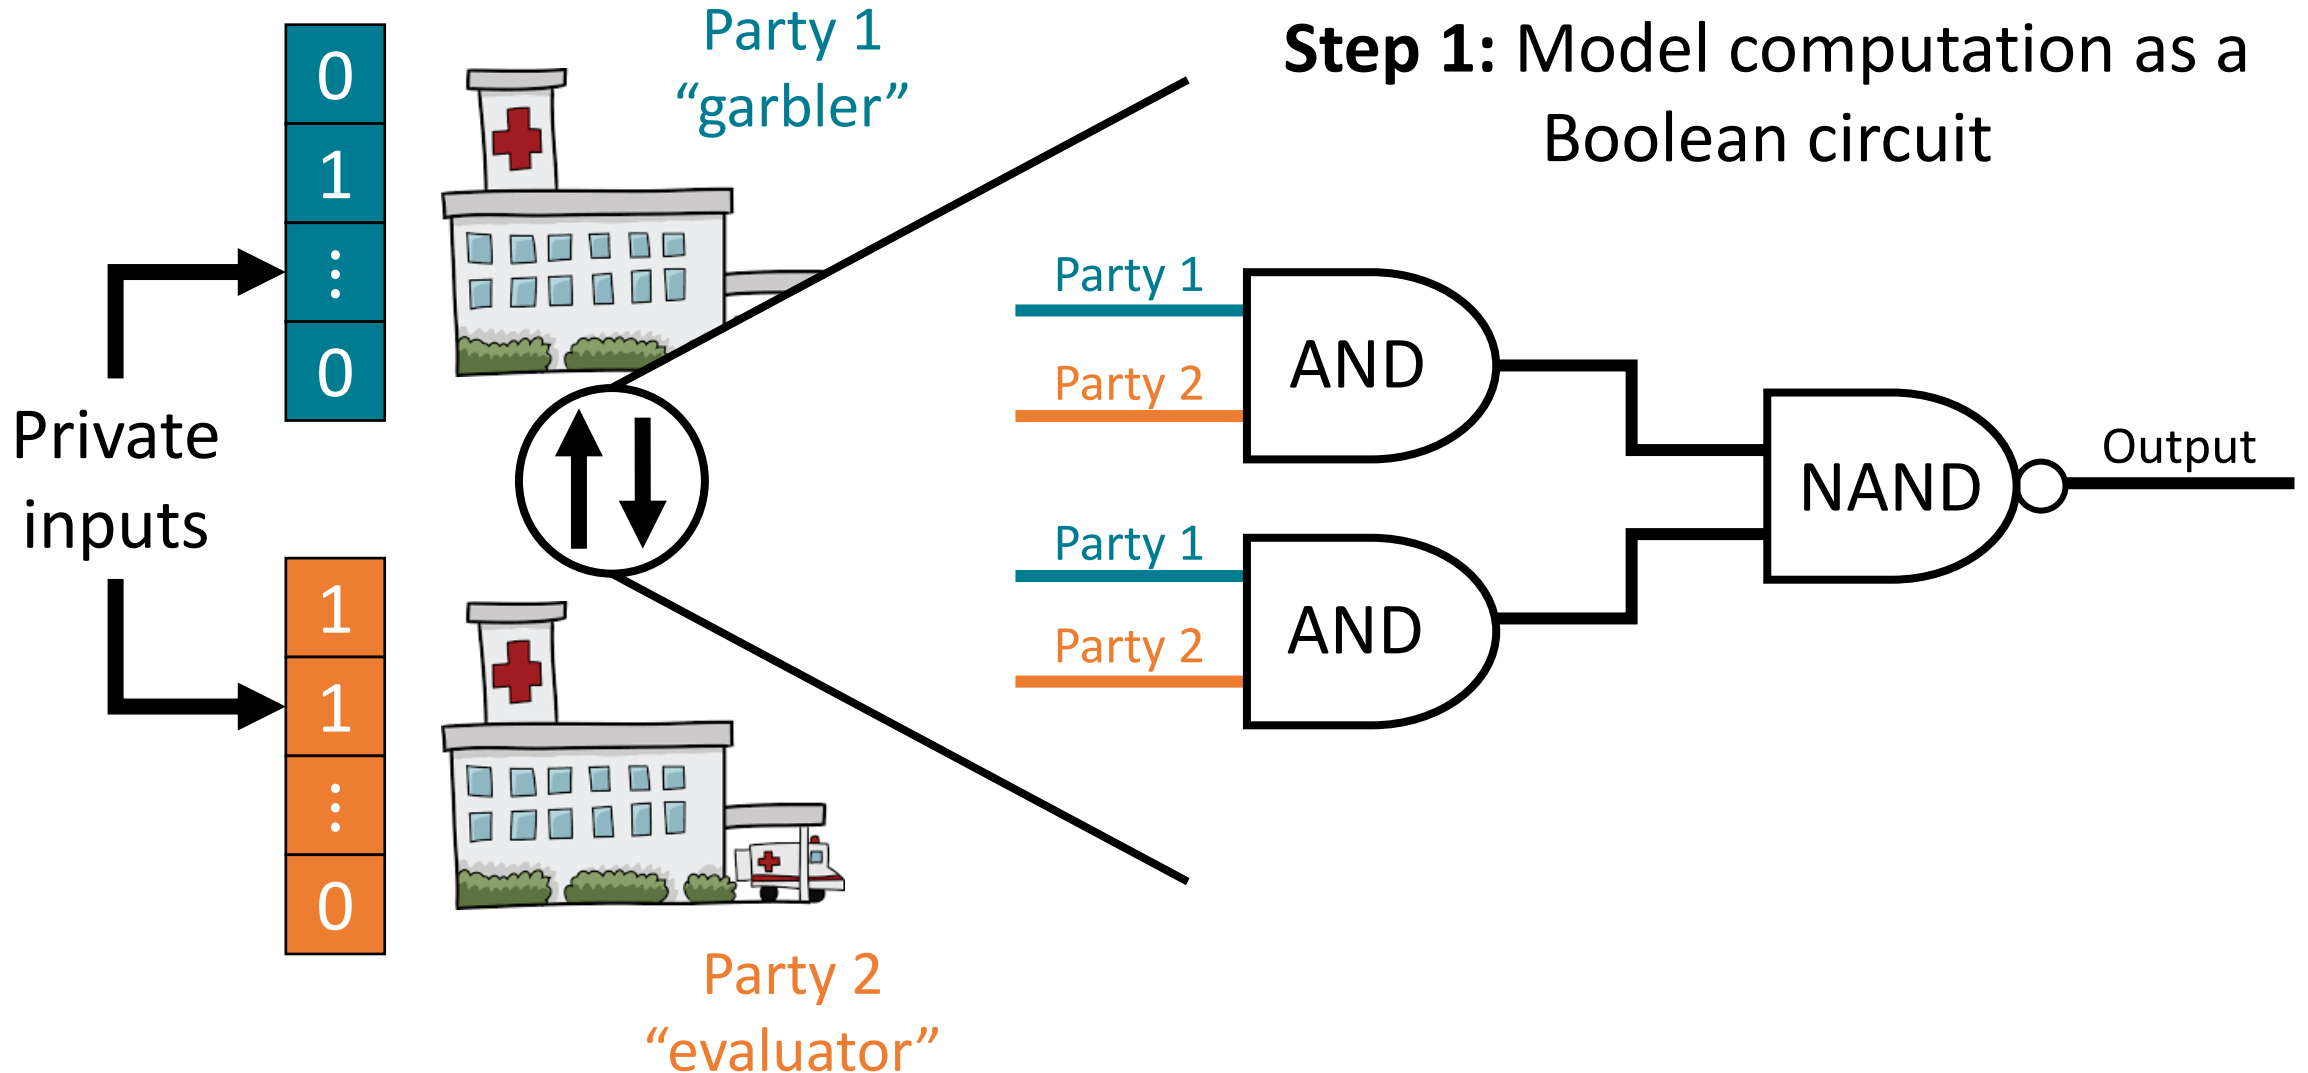 0
1
⋮
0
Party 1
“garbler”
Private
inputs
1
1
⋮
0
Party 2
“evaluator”
Step 1: Model computation as a
Boolean circuit
Party 1
Party 2
AND
Party 1
Party 2
AND
NAND
Output